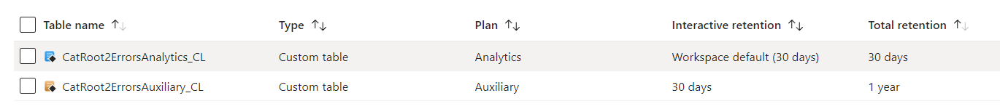 Table name Type Plan Interactive retention Total retention
CatRoot2ErrorsAnalytics_CL Custom table Analytics Workspace default (30 days) 30 days
CatRoot2ErrorsAuxiliary_CL Custom table Auxiliary 30 days 1 year